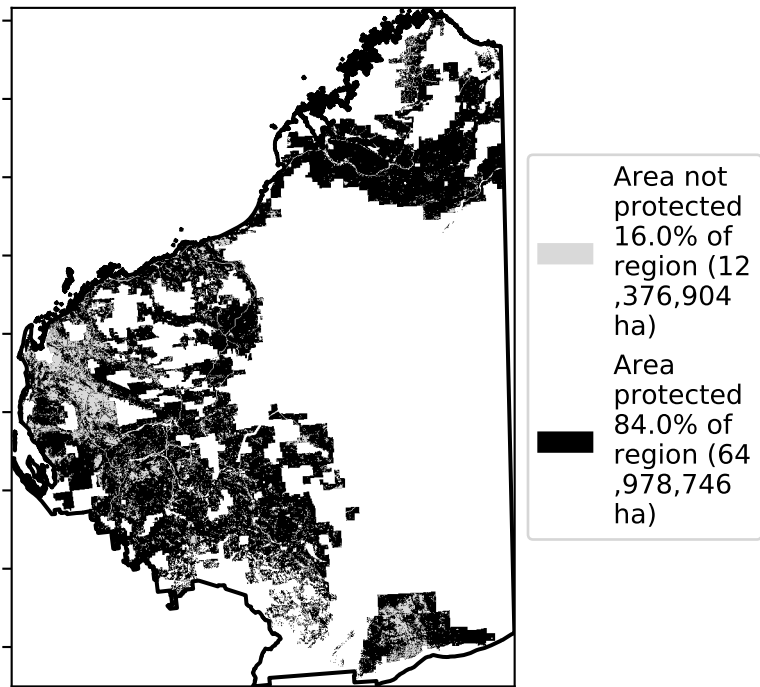 Area not
protected
16.0% of
region (12
,376,904
ha)
Area
protected
84.0% of
region (64
,978,746
ha)